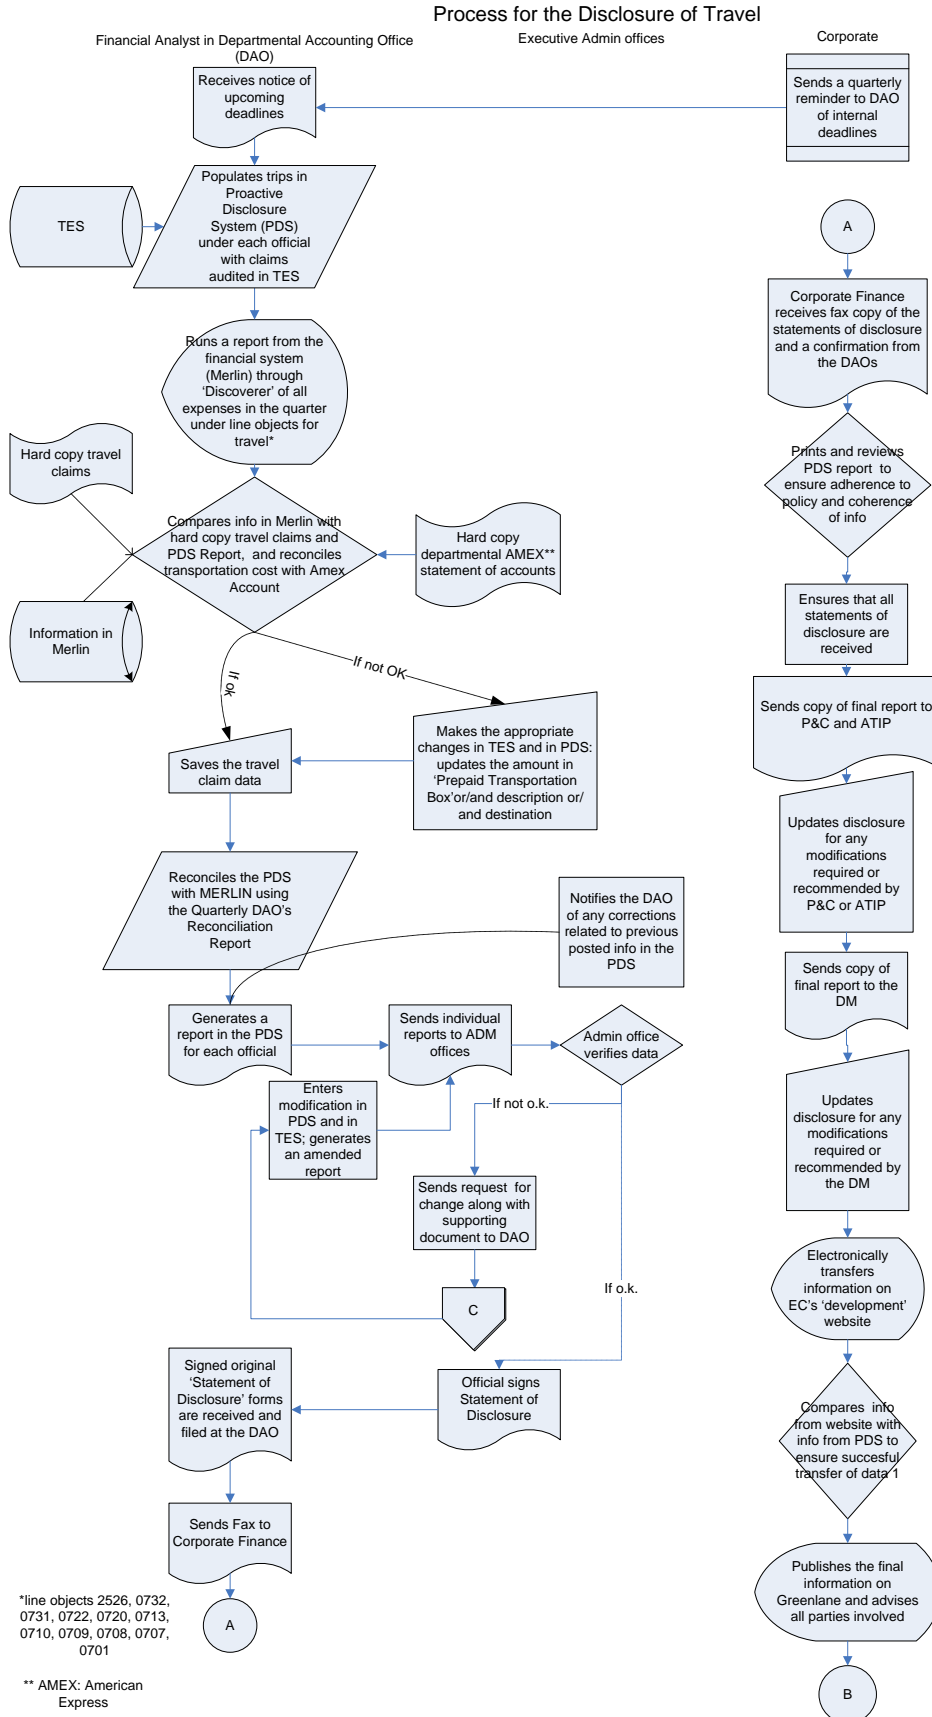 Process for the Disclosure of Travel
Financial Analyst in Departmental Accounting Office
(DAO)
Executive Admin offices
Corporate
Receives notice of
upcoming
deadlines
Sends a quarterly
reminder to DAO
of internal
deadlines
Populates trips in
Proactive
Disclosure
System (PDS)
under each official
with claims
audited in TES
TES
Runs a report from the
financial system
(Merlin) through
‘Discoverer’ of all
expenses in the quarter
under line objects for
travel*
Hard copy travel
claims
Compares info in Merlin with
hard copy travel claims and
PDS Report,  and reconciles
transportation cost with Amex
Account
Hard copy
departmental AMEX**
statement of accounts
Information in
Merlin
If ok
If not OK
Saves the travel
claim data
Makes the appropriate
changes in TES and in PDS:
updates the amount in
‘Prepaid Transportation
Box’or/and description or/
and destination
Reconciles the PDS
with MERLIN using
the Quarterly DAO’s
Reconciliation
Report
Notifies the DAO
of any corrections
related to previous
posted info in the
PDS
Generates a
report in the PDS
for each official
Sends individual
reports to ADM
offices
Admin office
verifies data
Enters
modification in
PDS and in
TES; generates
an amended
report
If not o.k.
Sends request  for
change along with
supporting
document to DAO
If o.k.
C
Signed original
‘Statement of
Disclosure’ forms
are received and
filed at the DAO
Official signs
Statement of
Disclosure
Sends Fax to
Corporate Finance
A
*line objects 2526, 0732,
0731, 0722, 0720, 0713,
0710, 0709, 0708, 0707,
0701
** AMEX: American
Express
A
Corporate Finance
receives fax copy of the
statements of disclosure
and a confirmation from
the DAOs
Prints and reviews
PDS report  to
ensure adherence to
policy and coherence
of info
Ensures that all
statements of
disclosure are
received
Sends copy of final report to
P&C and ATIP
Updates disclosure
for any
modifications
required or
recommended by
P&C or ATIP
Sends copy of
final report to the
DM
Updates
disclosure for any
modifications
required or
recommended by
the DM
Electronically
transfers
information on
EC’s ‘development’
website
Compares  info
from website with
info from PDS to
ensure succesful
transfer of data 1
Publishes the final
information on
Greenlane and advises
all parties involved
B